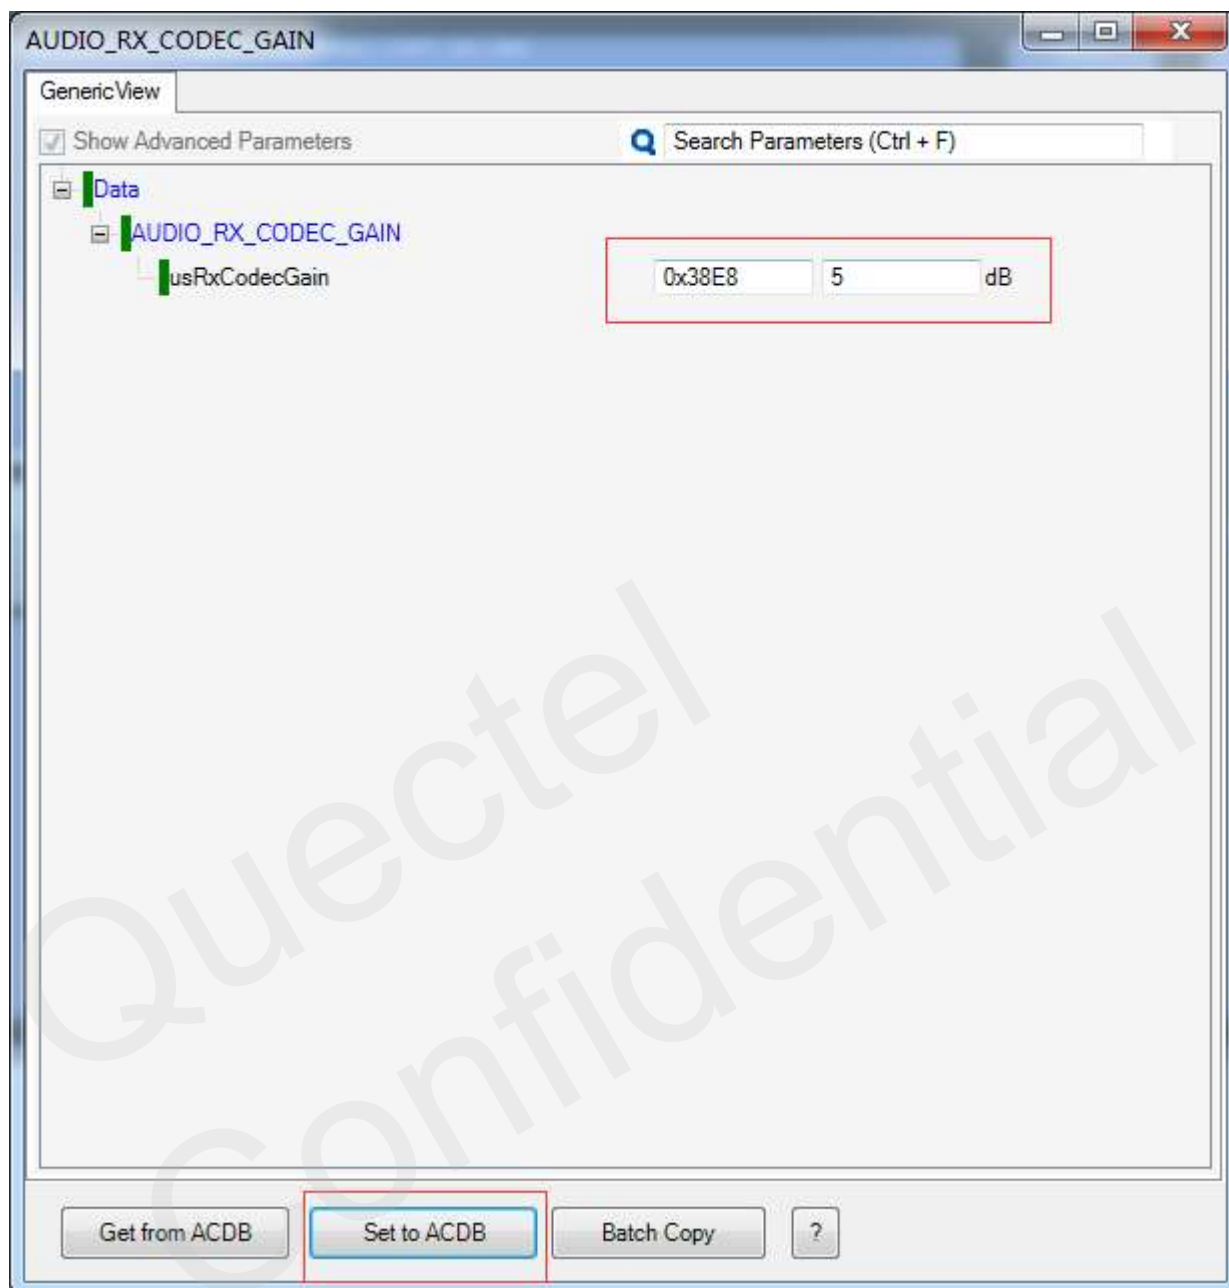 AUDIO_RX_CODEC_GAIN
GenericView
Show Advanced Parameters
Search Parameters (Ctrl + F)
Data
AUDIO_RX_CODEC_GAIN
usRxCodecGain 0x38E8 5 dB
Quectel
Confidential
Get from ACDB Set to ACDB Batch Copy ?